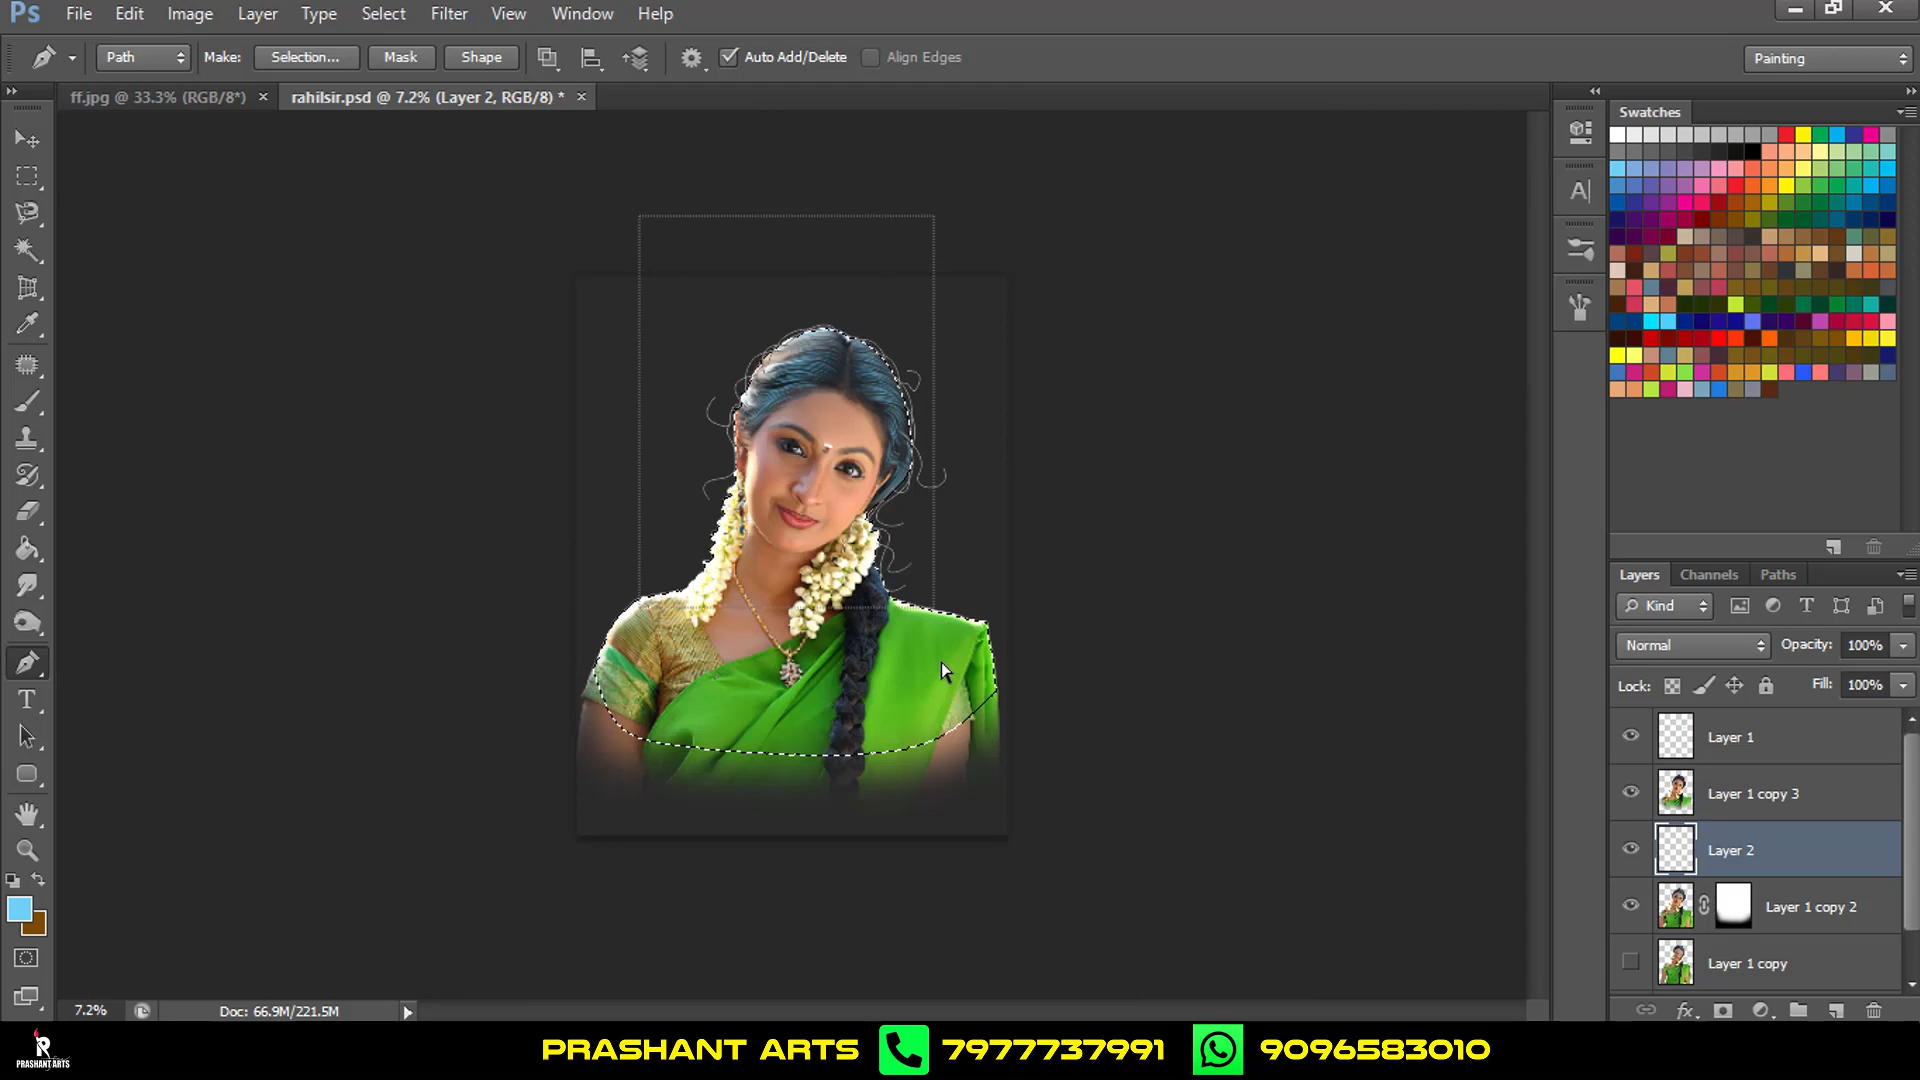 Ps File Edit Image Layer Type Select Filter View Window Help
Path Make: Selection... Mask Shape Auto Add/Delete Align Edges Painting
ff.jpg @ 33.3% (RGB/8*) × rahilsir.psd @ 7.2% (Layer 2, RGB/8) * ×
Swatches
A|
T
Layers Channels Paths
Kind T
Normal Opacity: 100%
Lock: Fill: 100%
Layer 1
Layer 1 copy 3
Layer 2
Layer 1 copy 2
Layer 1 copy
fx
7.2% Doc: 66.9M/221.5M
PRASHANT ARTS
PRASHANT ARTS 7977737991 9096583010